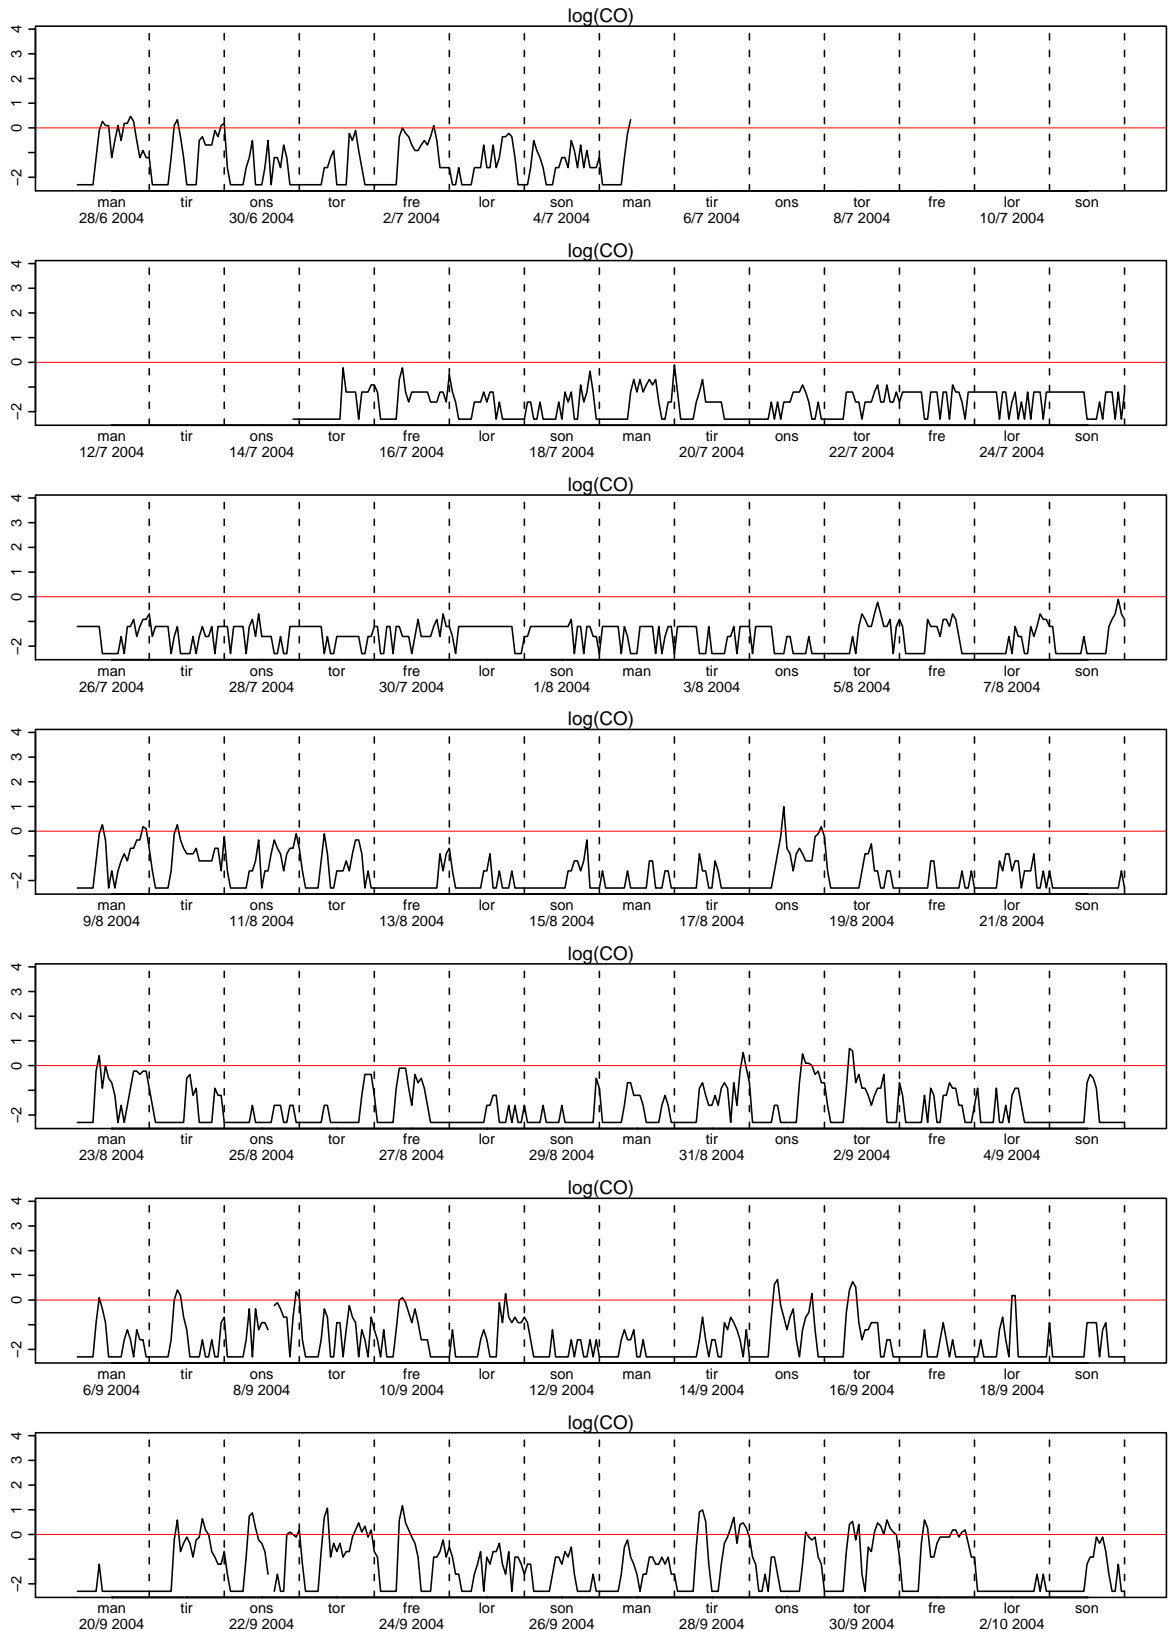 log(CO)
4
3
2
1
0
−2
man tir ons tor fre lor son man tir ons tor fre lor son
28/6 2004 30/6 2004 2/7 2004 4/7 2004 6/7 2004 8/7 2004 10/7 2004
log(CO)
4
3
2
1
0
−2
man tir ons tor fre lor son man tir ons tor fre lor son
12/7 2004 14/7 2004 16/7 2004 18/7 2004 20/7 2004 22/7 2004 24/7 2004
log(CO)
4
3
2
1
0
−2
man tir ons tor fre lor son man tir ons tor fre lor son
26/7 2004 28/7 2004 30/7 2004 1/8 2004 3/8 2004 5/8 2004 7/8 2004
log(CO)
4
3
2
1
0
−2
man tir ons tor fre lor son man tir ons tor fre lor son
9/8 2004 11/8 2004 13/8 2004 15/8 2004 17/8 2004 19/8 2004 21/8 2004
log(CO)
4
3
2
1
0
−2
man tir ons tor fre lor son man tir ons tor fre lor son
23/8 2004 25/8 2004 27/8 2004 29/8 2004 31/8 2004 2/9 2004 4/9 2004
log(CO)
4
3
2
1
0
−2
man tir ons tor fre lor son man tir ons tor fre lor son
6/9 2004 8/9 2004 10/9 2004 12/9 2004 14/9 2004 16/9 2004 18/9 2004
log(CO)
4
3
2
1
0
−2
man tir ons tor fre lor son man tir ons tor fre lor son
20/9 2004 22/9 2004 24/9 2004 26/9 2004 28/9 2004 30/9 2004 2/10 2004